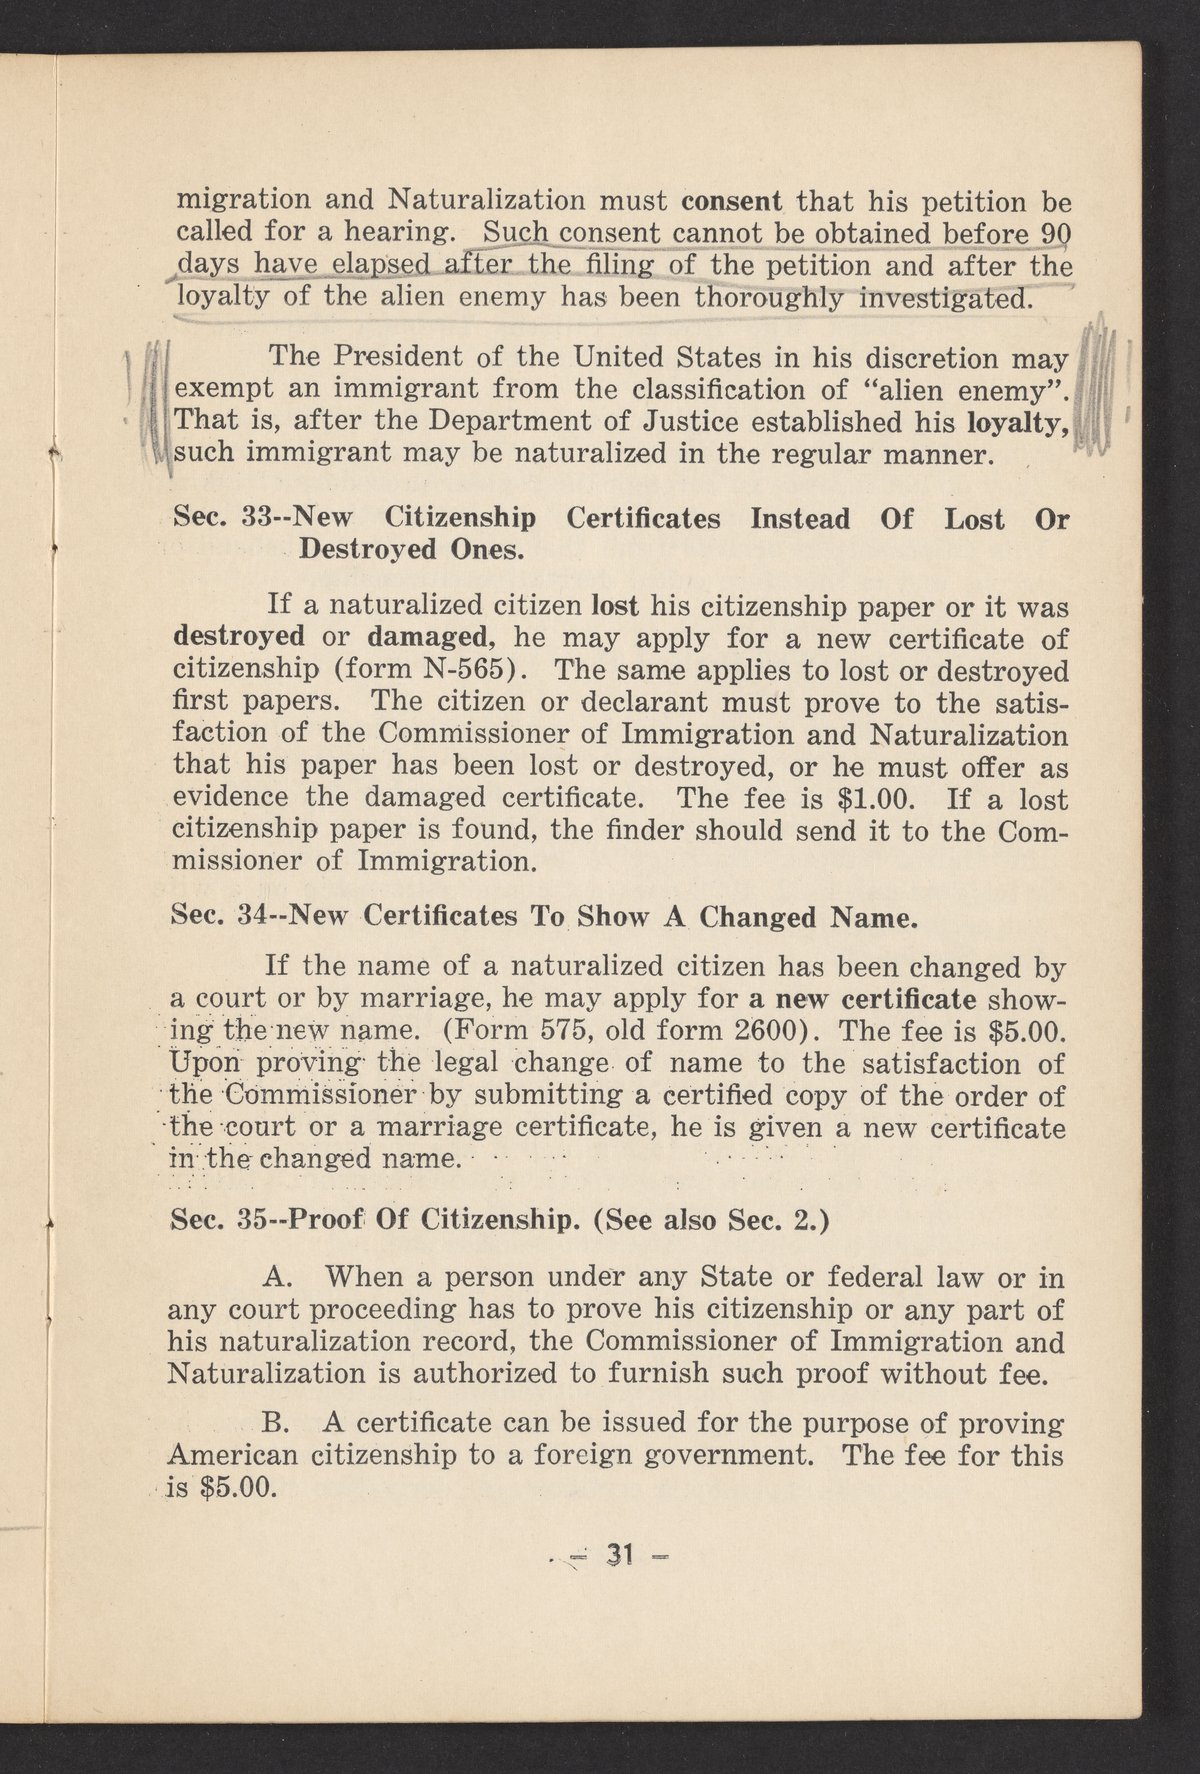 migration and Naturalization must consent that his petition be
called for a hearing. Such consent cannot be obtained before 90
days have elapsed after the filing of the petition and after the
loyalty of the alien enemy has been thoroughly investigated.
The President of the United States in his discretion may
exempt an immigrant from the classification of “alien enemy”.
That is, after the Department of Justice established his loyalty,
such immigrant may be naturalized in the regular manner.
Sec. 33--New Citizenship Certificates Instead Of Lost Or
Destroyed Ones.
If a naturalized citizen lost his citizenship paper or it was
destroyed or damaged, he may apply for a new certificate of
citizenship (form N-565). The same applies to lost or destroyed
first papers. The citizen or declarant must prove to the satis-
faction of the Commissioner of Immigration and Naturalization
that his paper has been lost or destroyed, or he must offer as
evidence the damaged certificate. The fee is $1.00. If a lost
citizenship paper is found, the finder should send it to the Com-
missioner of Immigration.
Sec. 34--New Certificates To Show A Changed Name.
If the name of a naturalized citizen has been changed by
a court or by marriage, he may apply for a new certificate show-
ing the new name. (Form 575, old form 2600). The fee is $5.00.
Upon proving the legal change of name to the satisfaction of
the Commissioner by submitting a certified copy of the order of
the court or a marriage certificate, he is given a new certificate
in the changed name.
Sec. 35--Proof Of Citizenship. (See also Sec. 2.)
A. When a person under any State or federal law or in
any court proceeding has to prove his citizenship or any part of
his naturalization record, the Commissioner of Immigration and
Naturalization is authorized to furnish such proof without fee.
B. A certificate can be issued for the purpose of proving
American citizenship to a foreign government. The fee for this
is $5.00.
- 31 -